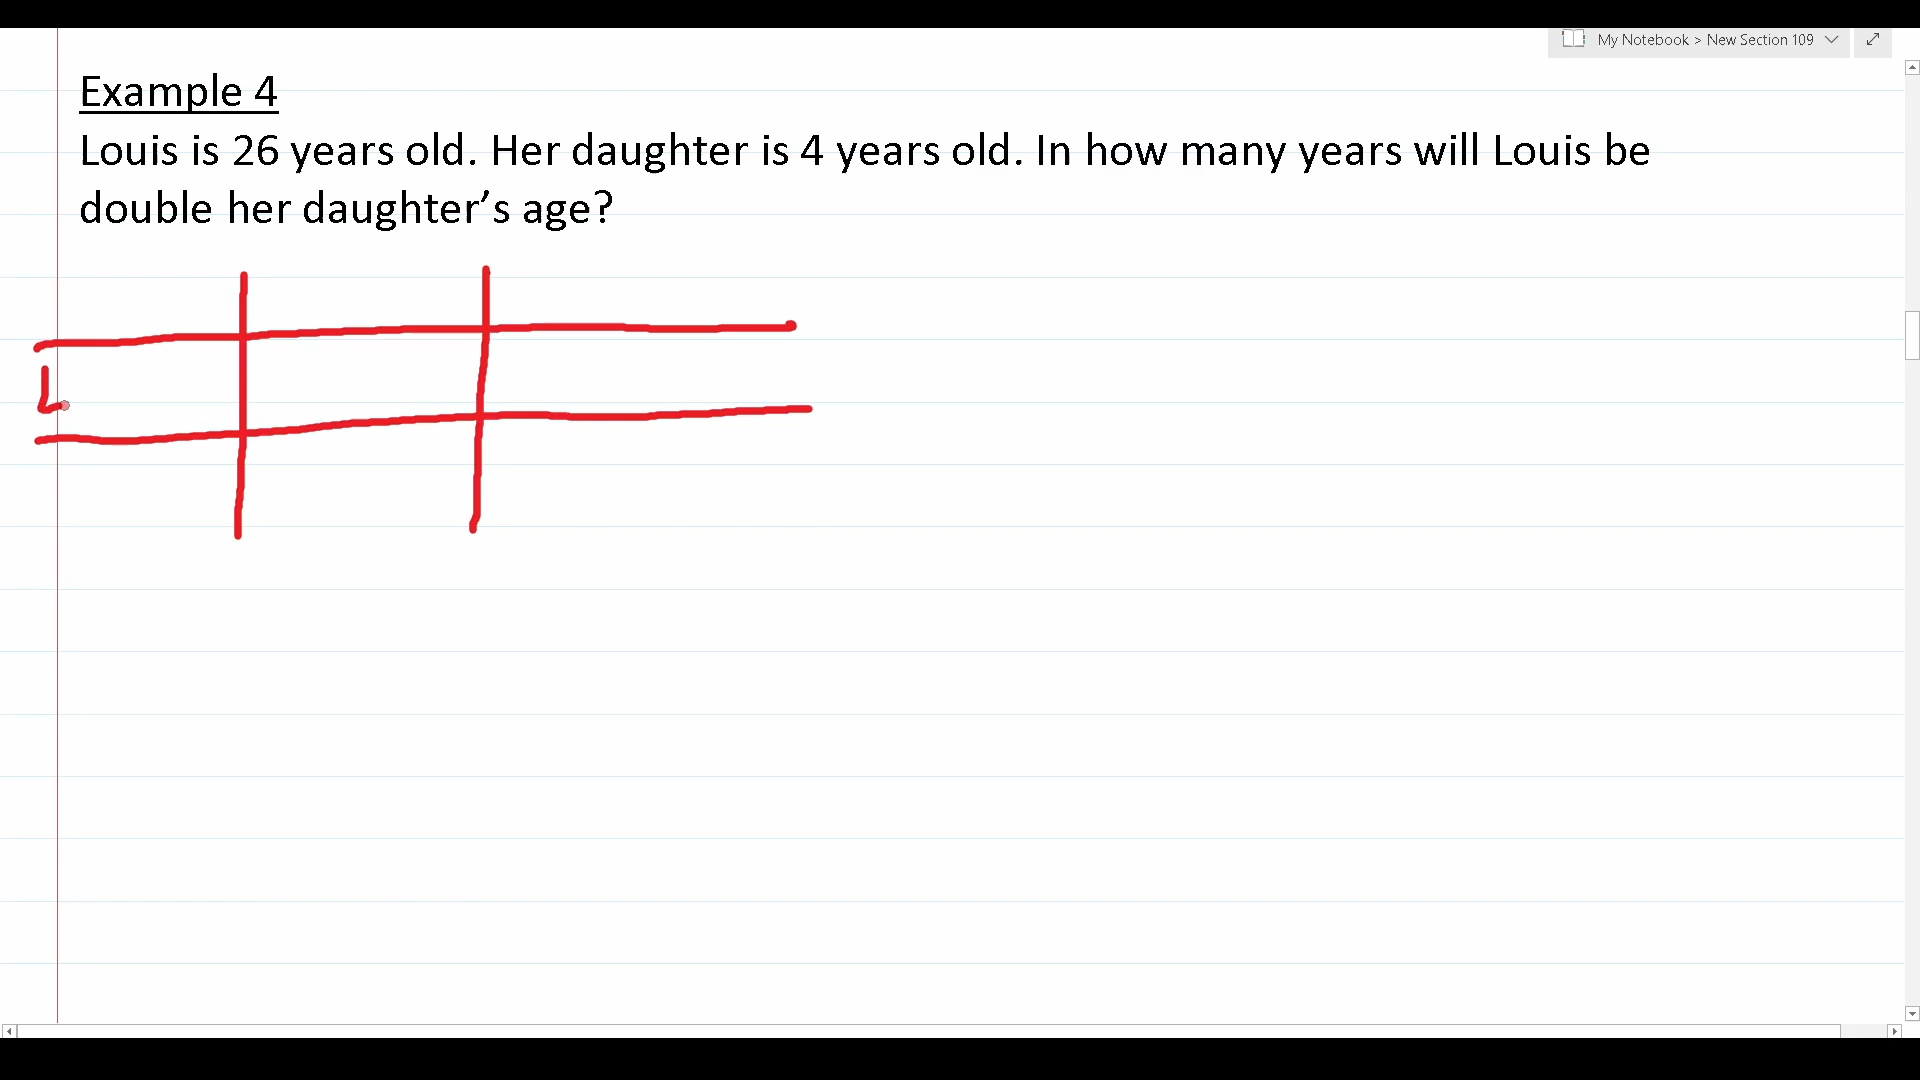 My Notebook > New Section 109
Example 4
Louis is 26 years old. Her daughter is 4 years old. In how many years will Louis be
double her daughter’s age?
L